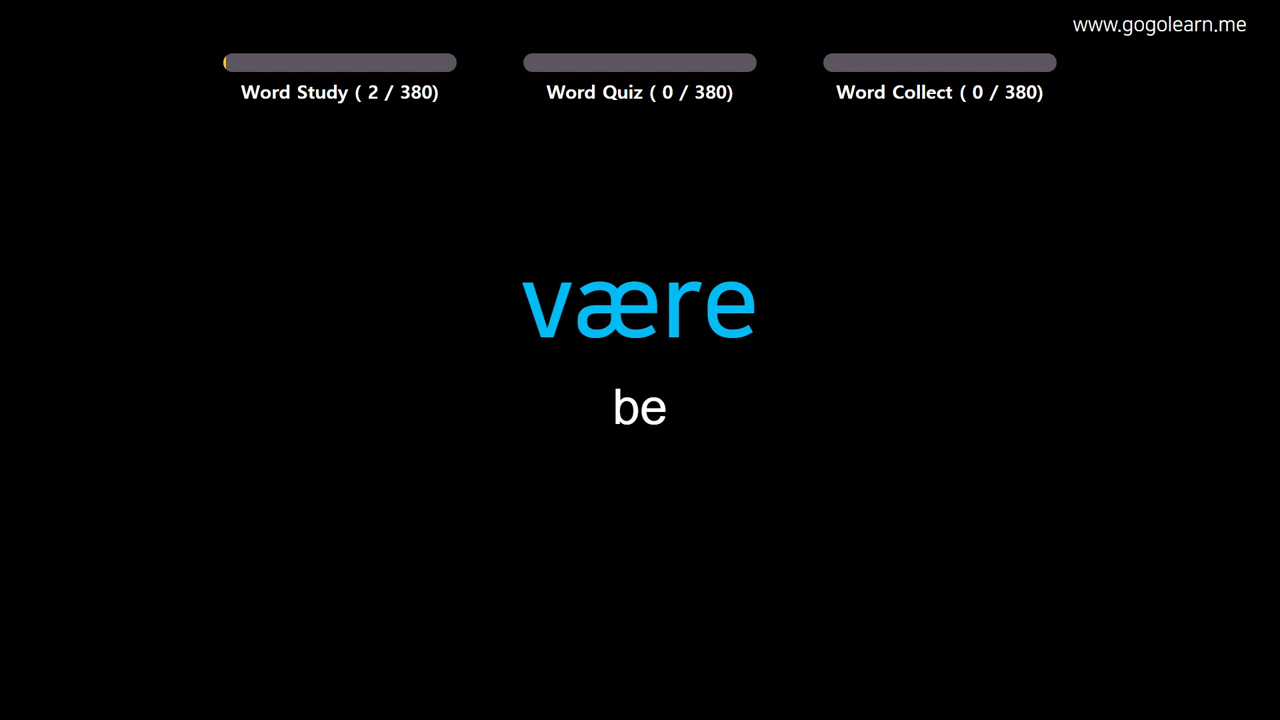 www.gogolearn.me
Word Study ( 2 / 380)
Word Quiz ( 0 / 380)
Word Collect ( 0 / 380)
være
be